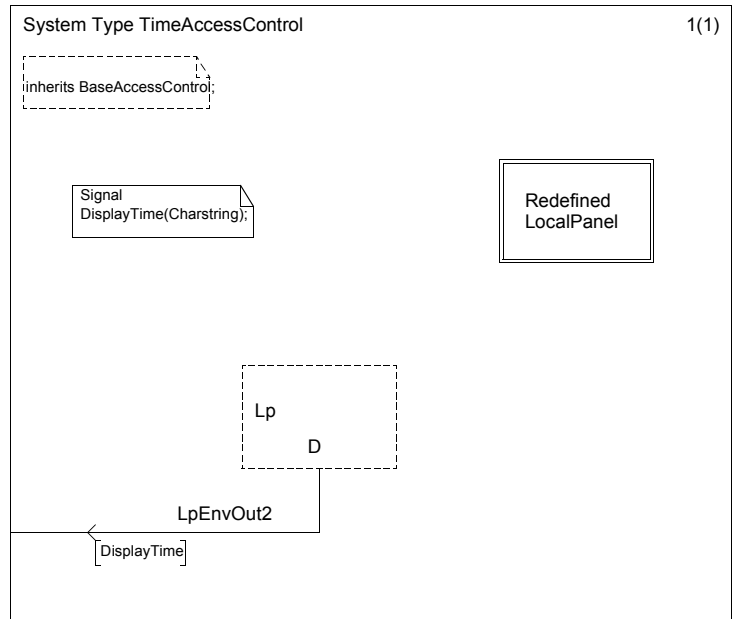 System Type TimeAccessControl
1(1)
inherits BaseAccessControl;
Signal
DisplayTime(Charstring);
Redefined
LocalPanel
Lp
D
LpEnvOut2
[DisplayTime]